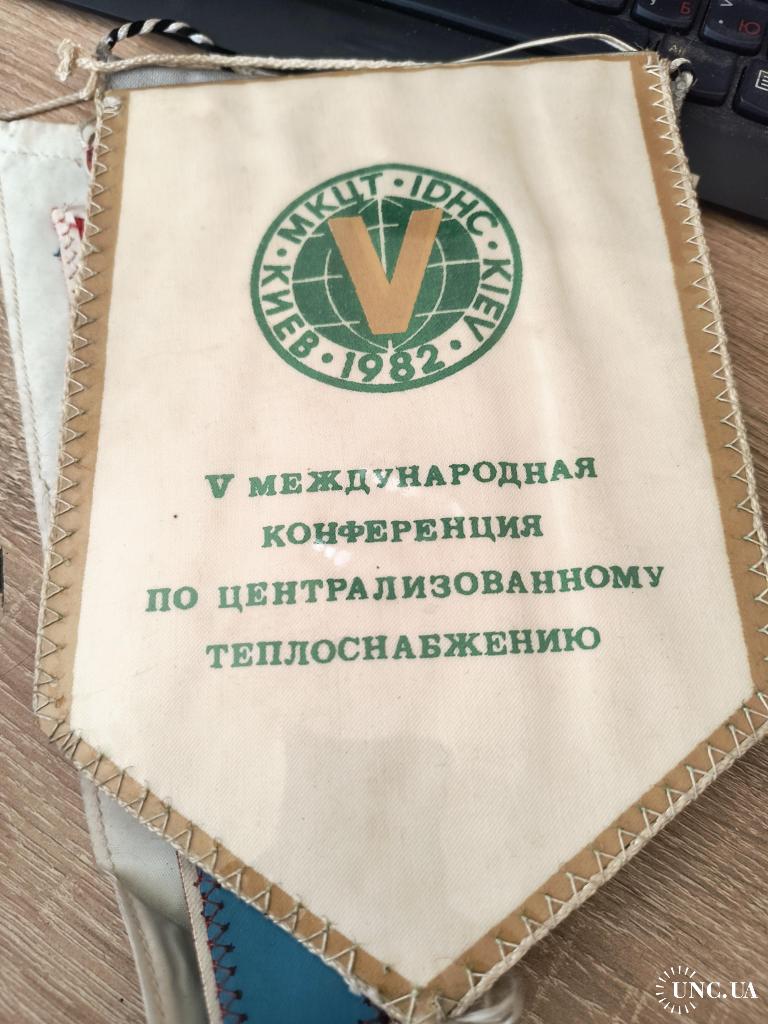 КИЕВ · МКЦТ · IDHC · KIEV · 1982 ·
V
V МЕЖДУНАРОДНАЯ
КОНФЕРЕНЦИЯ
ПО ЦЕНТРАЛИЗОВАННОМУ
ТЕПЛОСНАБЖЕНИЮ
UNC.UA